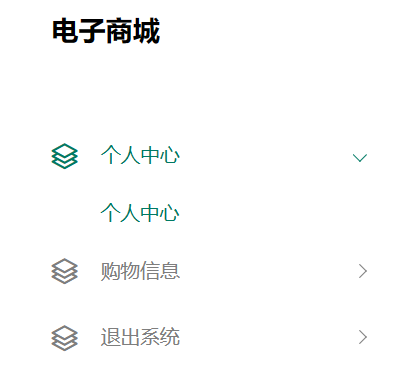 电子商城
个人中心
个人中心
购物信息
退出系统